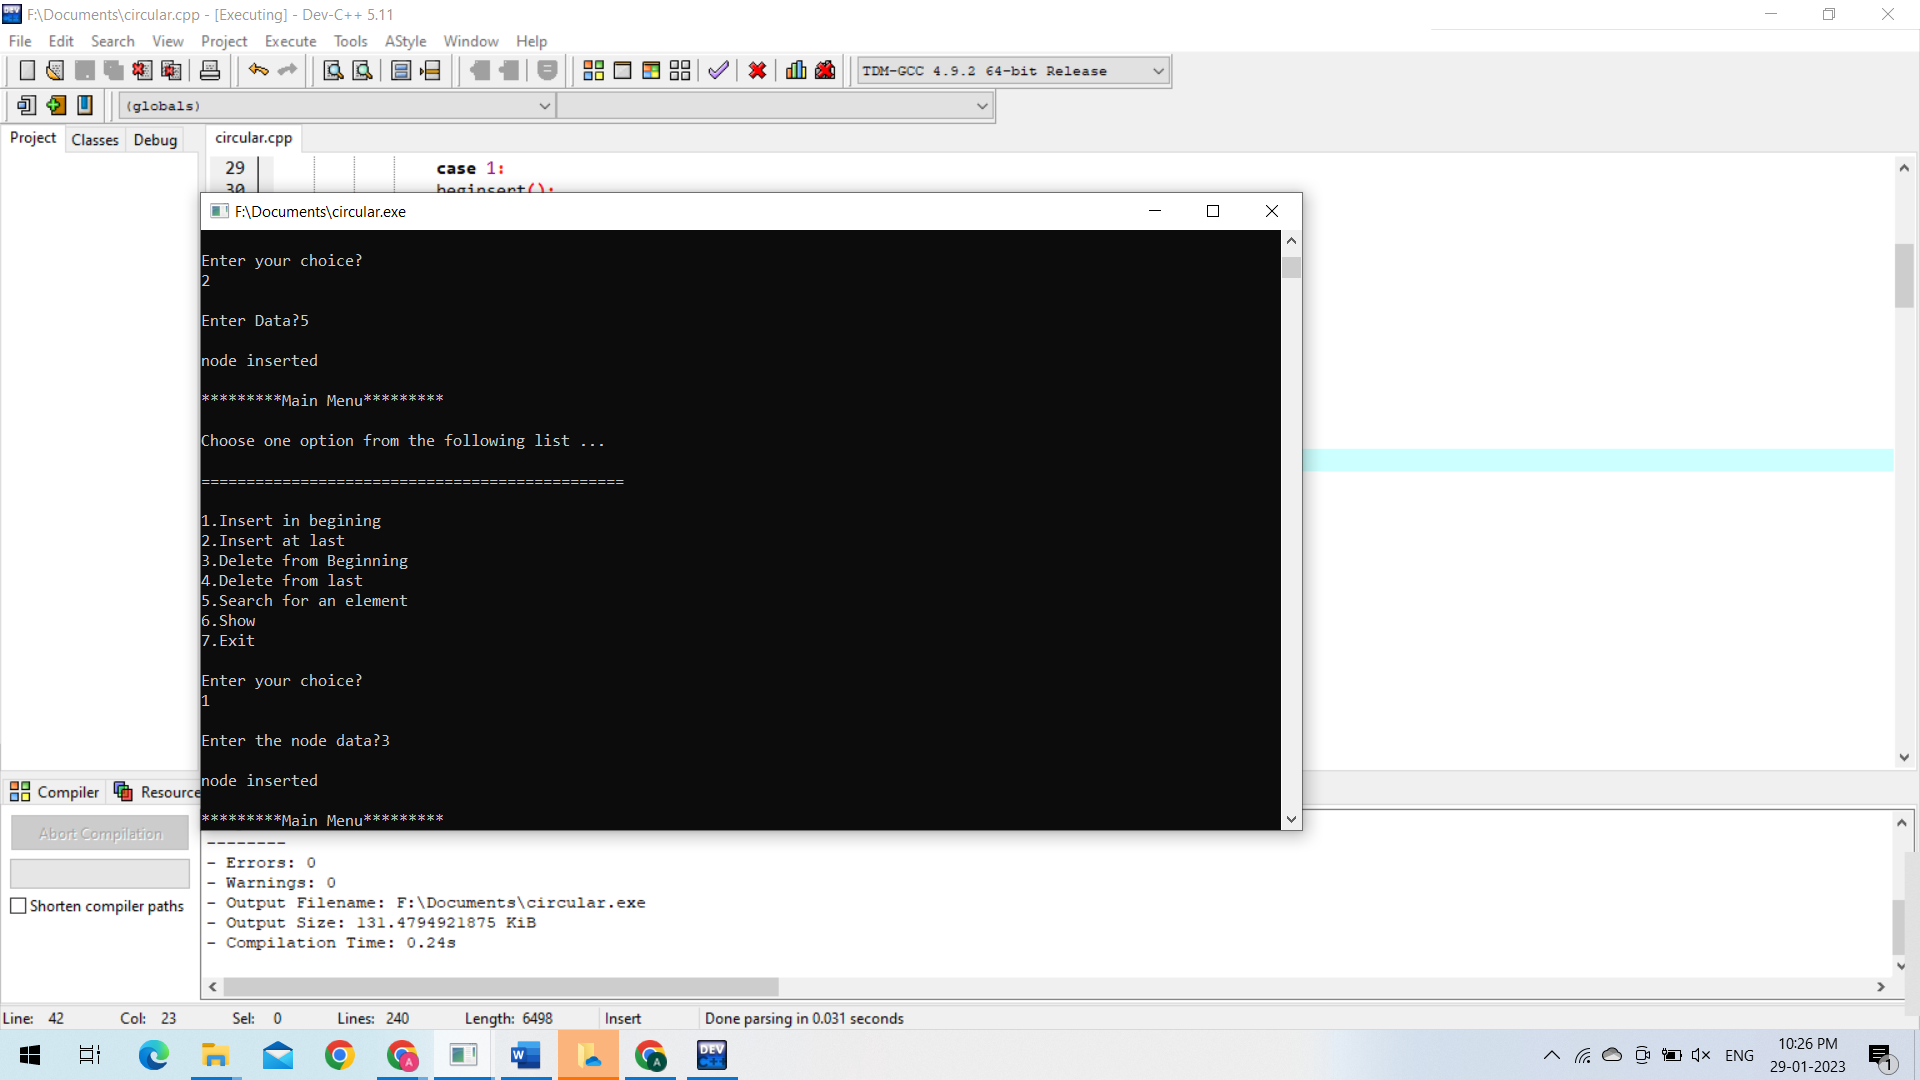 F:\Documents\circular.cpp - [Executing] - Dev-C++ 5.11
File Edit Search View Project Execute Tools AStyle Window Help
TDM-GCC 4.9.2 64-bit Release
(globals)
Project Classes Debug
circular.cpp
29 case 1:
30 beginsert();
F:\Documents\circular.exe
Enter your choice?
2
Enter Data?5
node inserted
*********Main Menu*********
Choose one option from the following list ...
===============================================
1.Insert in begining
2.Insert at last
3.Delete from Beginning
4.Delete from last
5.Search for an element
6.Show
7.Exit
Enter your choice?
1
Enter the node data?3
node inserted
*********Main Menu*********
Compiler Resource
Abort Compilation
Shorten compiler paths
--------
- Errors: 0
- Warnings: 0
- Output Filename: F:\Documents\circular.exe
- Output Size: 131.4794921875 KiB
- Compilation Time: 0.24s
Line: 42 Col: 23 Sel: 0 Lines: 240 Length: 6498 Insert Done parsing in 0.031 seconds
A W A DEV C++ ENG
10:26 PM
29-01-2023
1